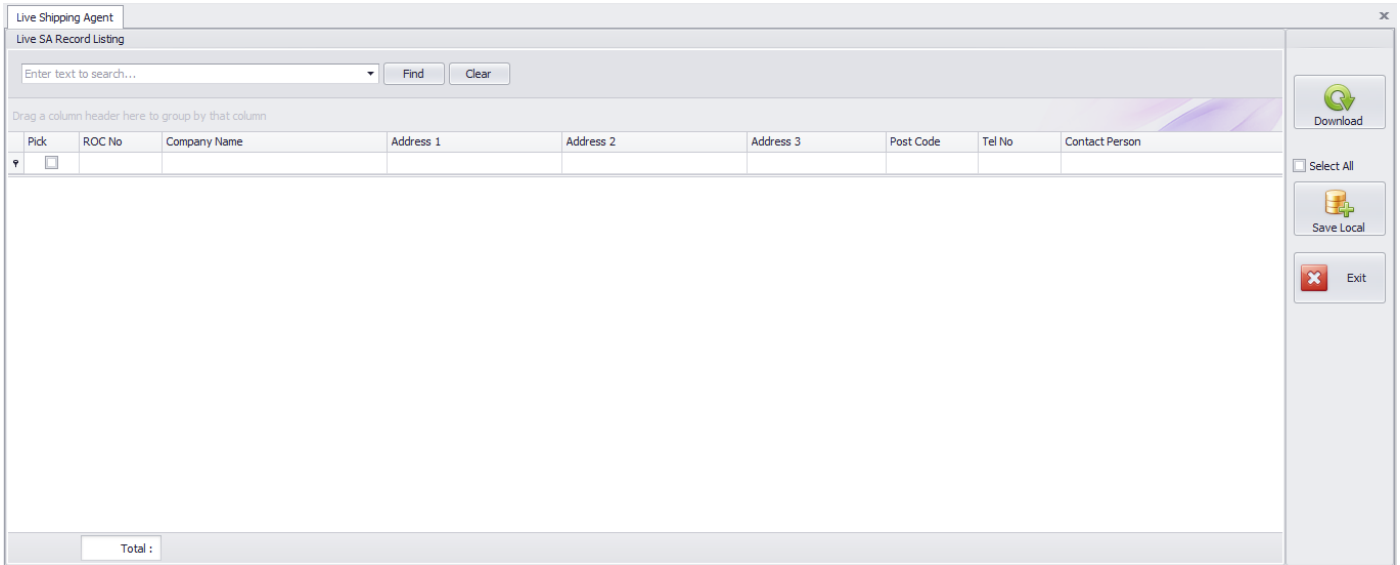 Live Shipping Agent
Live SA Record Listing
Enter text to search...
Find
Clear
Drag a column header here to group by that column
Pick ROC No Company Name Address 1 Address 2 Address 3 Post Code Tel No Contact Person
Total :
Download
Select All
Save Local
Exit